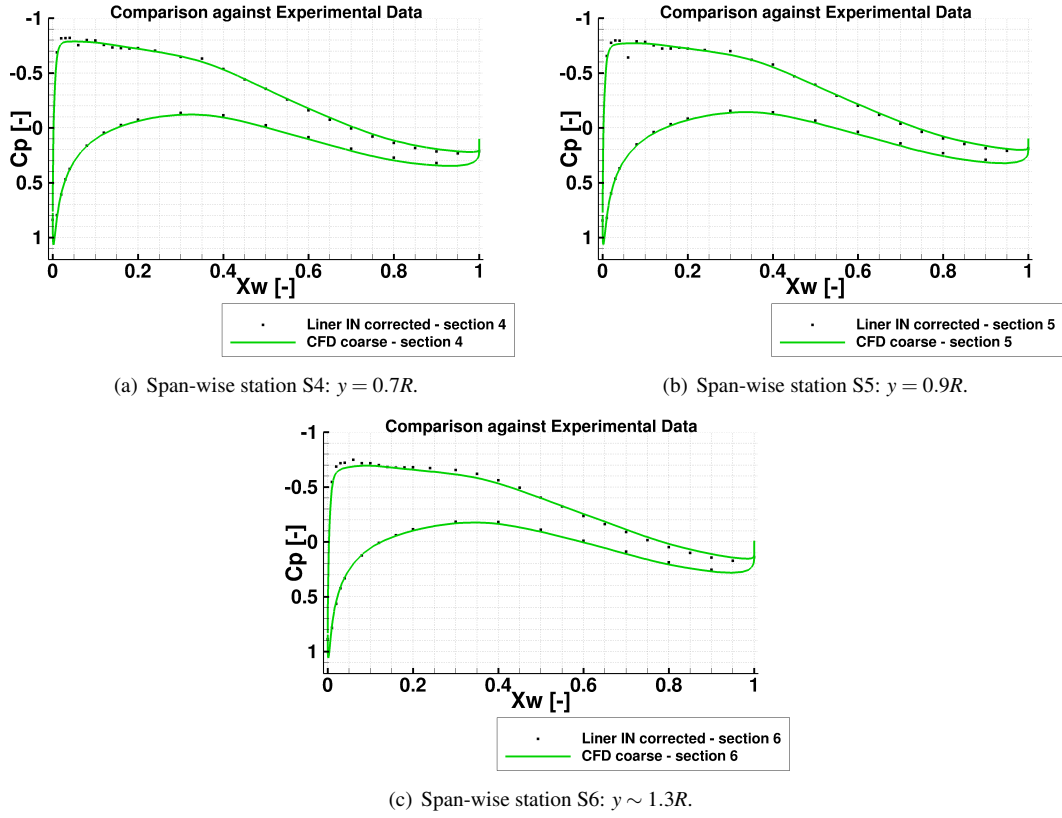 Comparison against Experimental Data
-1
-0.5
-0
0.5
1
Cp [-]
0 0.2 0.4 0.6 0.8 1
Xw [-]
Liner IN corrected - section 4
CFD coarse - section 4
(a) Span-wise station S4: y = 0.7R.
Comparison against Experimental Data
-1
-0.5
-0
0.5
1
Cp [-]
0 0.2 0.4 0.6 0.8 1
Xw [-]
Liner IN corrected - section 5
CFD coarse - section 5
(b) Span-wise station S5: y = 0.9R.
Comparison against Experimental Data
-1
-0.5
-0
0.5
1
Cp [-]
0 0.2 0.4 0.6 0.8 1
Xw [-]
Liner IN corrected - section 6
CFD coarse - section 6
(c) Span-wise station S6: y ∼ 1.3R.